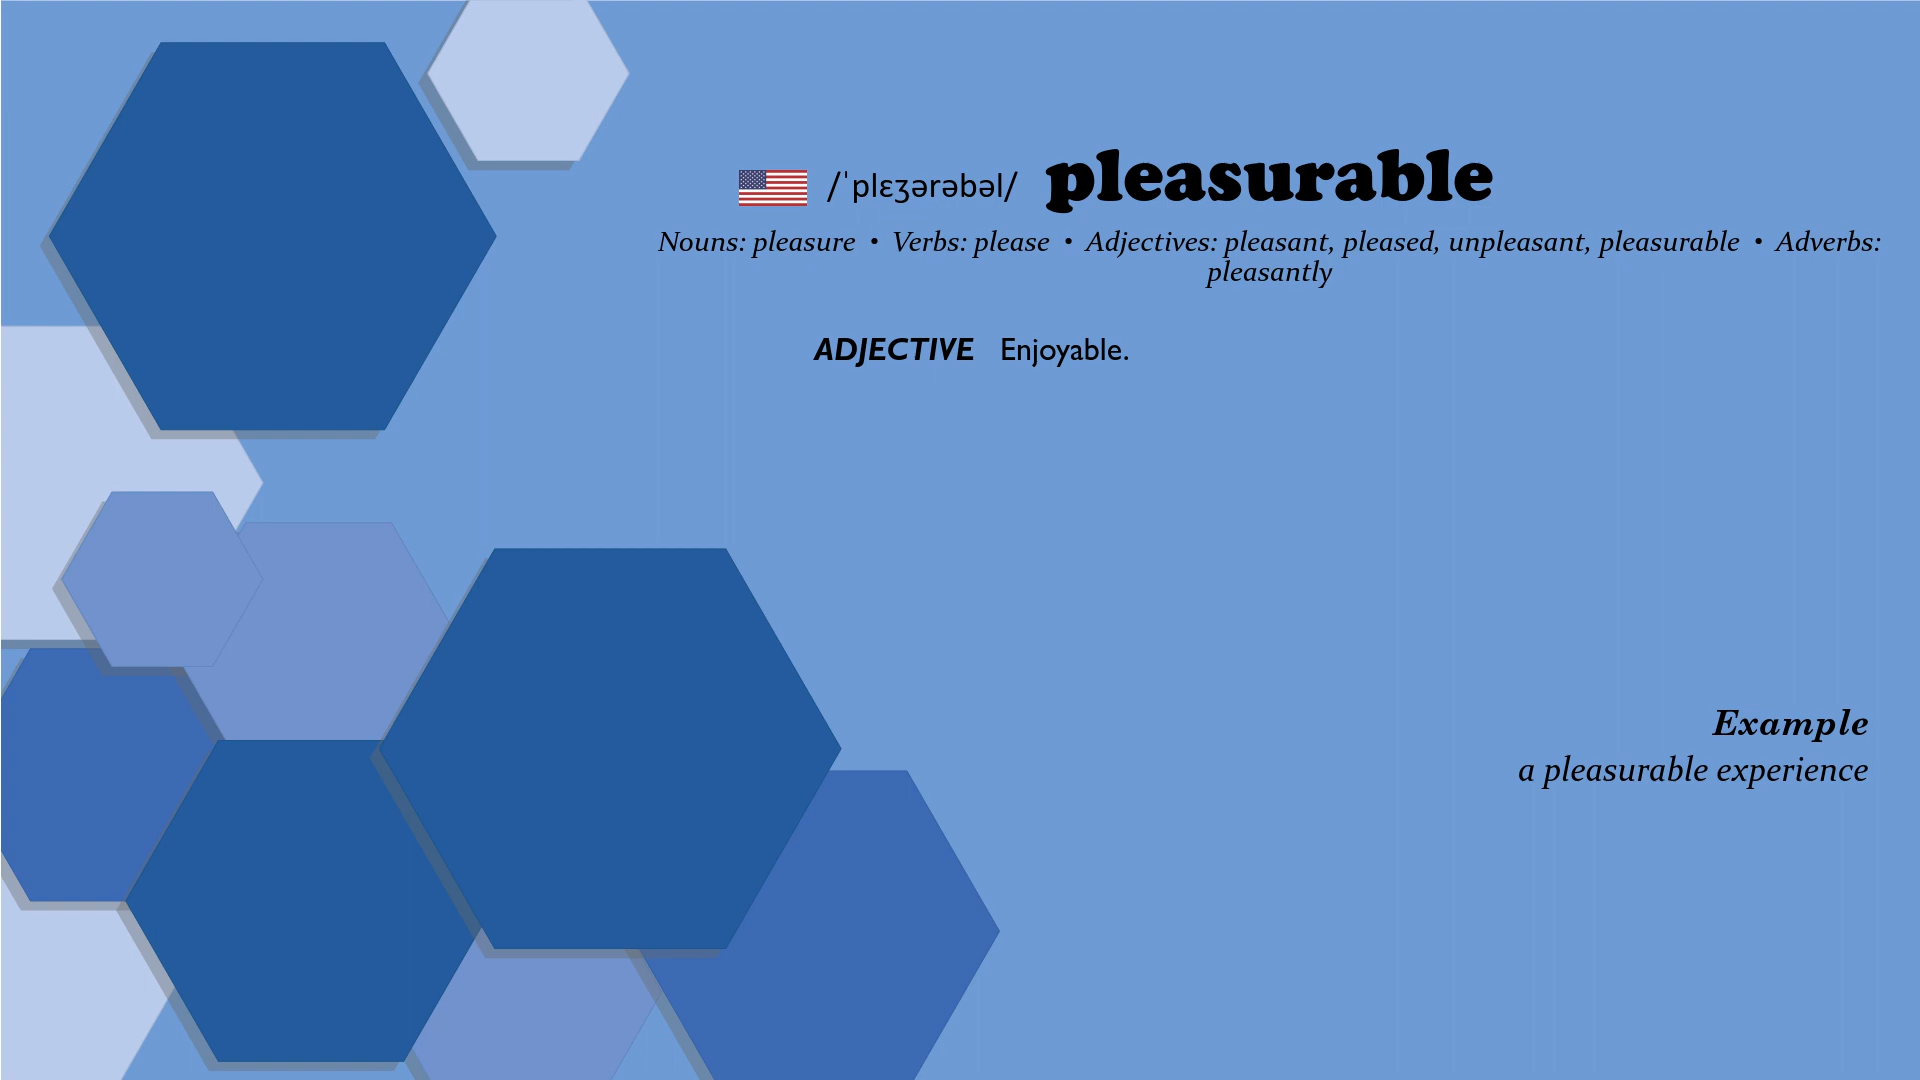 /ˈplɛʒərəbəl/ pleasurable
Nouns: pleasure • Verbs: please • Adjectives: pleasant, pleased, unpleasant, pleasurable • Adverbs:
pleasantly
ADJECTIVE Enjoyable.
Example
a pleasurable experience